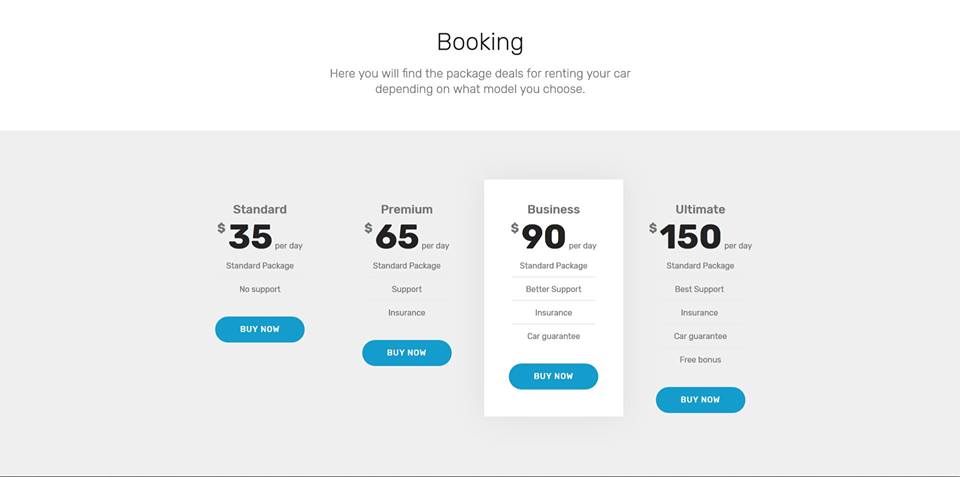 Booking
Here you will find the package deals for renting your car
depending on what model you choose.
Standard
$35 per day
Standard Package
No support
BUY NOW
Premium
$65 per day
Standard Package
Support
Insurance
BUY NOW
Business
$90 per day
Standard Package
Better Support
Insurance
Car guarantee
BUY NOW
Ultimate
$150 per day
Standard Package
Best Support
Insurance
Car guarantee
Free bonus
BUY NOW